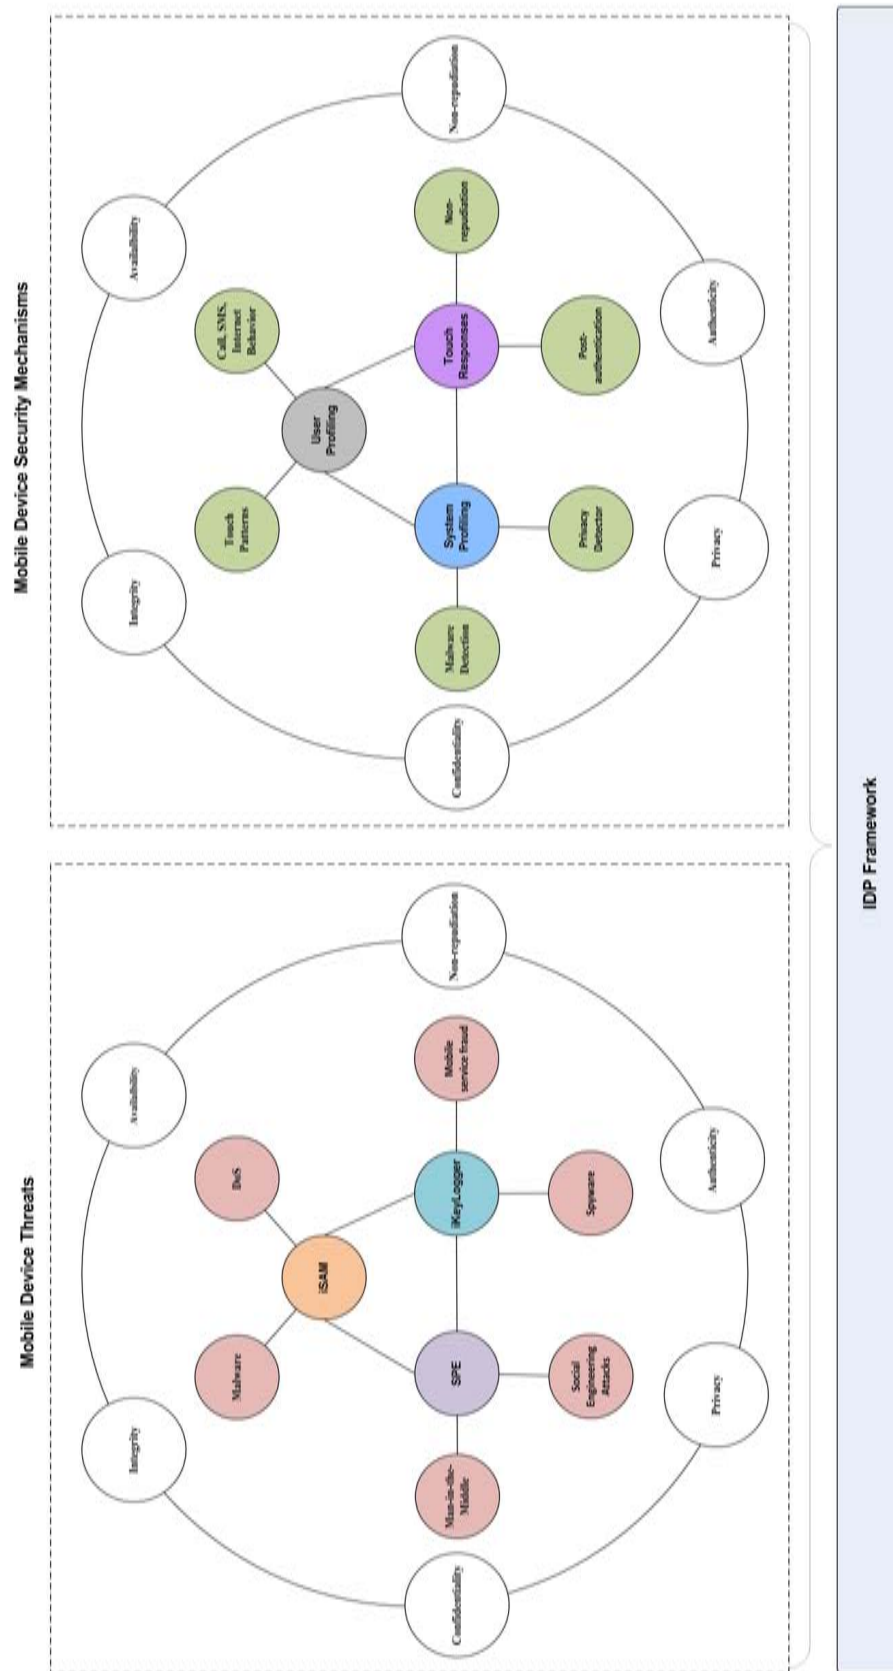 Mobile Device Threats
Integrity
Availability
Malware
DoS
iSAM
Confidentiality
Man-in-the-
Middle
SPE
iKeyLogger
Mobile
service fraud
Non-repudiation
Social
Engineering
Attacks
Spyware
Privacy
Authenticity
Mobile Device Security Mechanisms
Integrity
Availability
Touch
Patterns
Call, SMS,
Internet
Behavior
User
Profiling
Confidentiality
Malware
Detection
System
Profiling
Touch
Responses
Non-
repudiation
Non-repudiation
Privacy
Detector
Post-
authentication
Privacy
Authenticity
IDP Framework